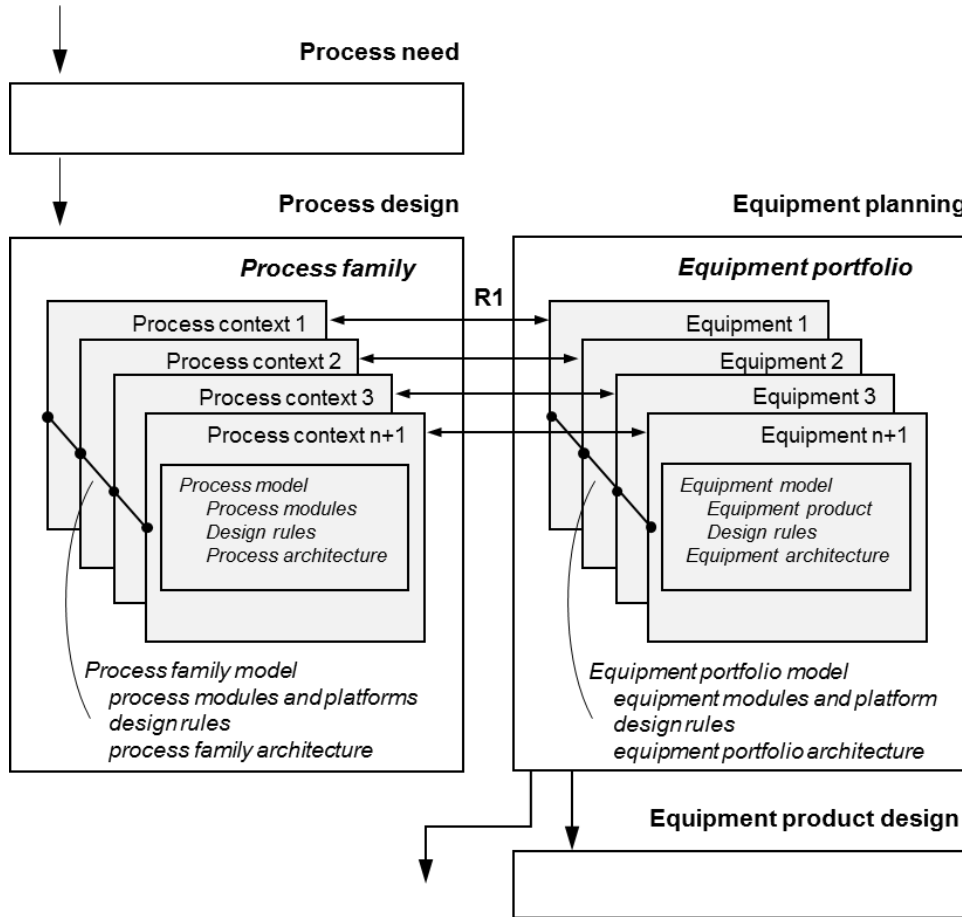 Process need
Process design
Equipment planning
Process family
Equipment portfolio
R1
Process context 1
Equipment 1
Process context 2
Equipment 2
Process context 3
Equipment 3
Process context n+1
Equipment n+1
Process model
Process modules
Design rules
Process architecture
Equipment model
Equipment product
Design rules
Equipment architecture
Process family model
process modules and platforms
design rules
process family architecture
Equipment portfolio model
equipment modules and platform
design rules
equipment portfolio architecture
Equipment product design